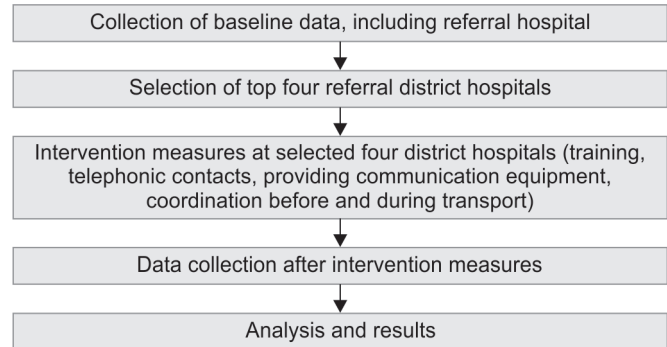 Collection of baseline data, including referral hospital
Selection of top four referral district hospitals
Intervention measures at selected four district hospitals (training,
telephonic contacts, providing communication equipment,
coordination before and during transport)
Data collection after intervention measures
Analysis and results